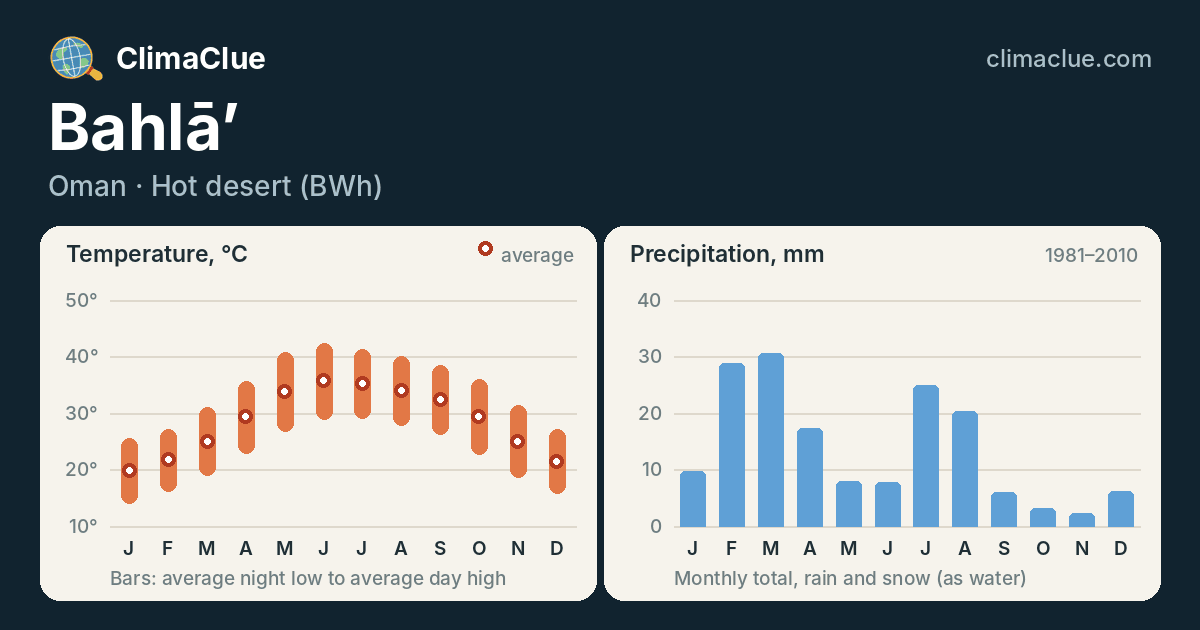 ClimaClue
climaclue.com
Bahlā’
Oman · Hot desert (BWh)
Temperature, °C
average
50°
40°
30°
20°
10°
J F M A M J J A S O N D
Bars: average night low to average day high
Precipitation, mm
1981–2010
40
30
20
10
0
J F M A M J J A S O N D
Monthly total, rain and snow (as water)